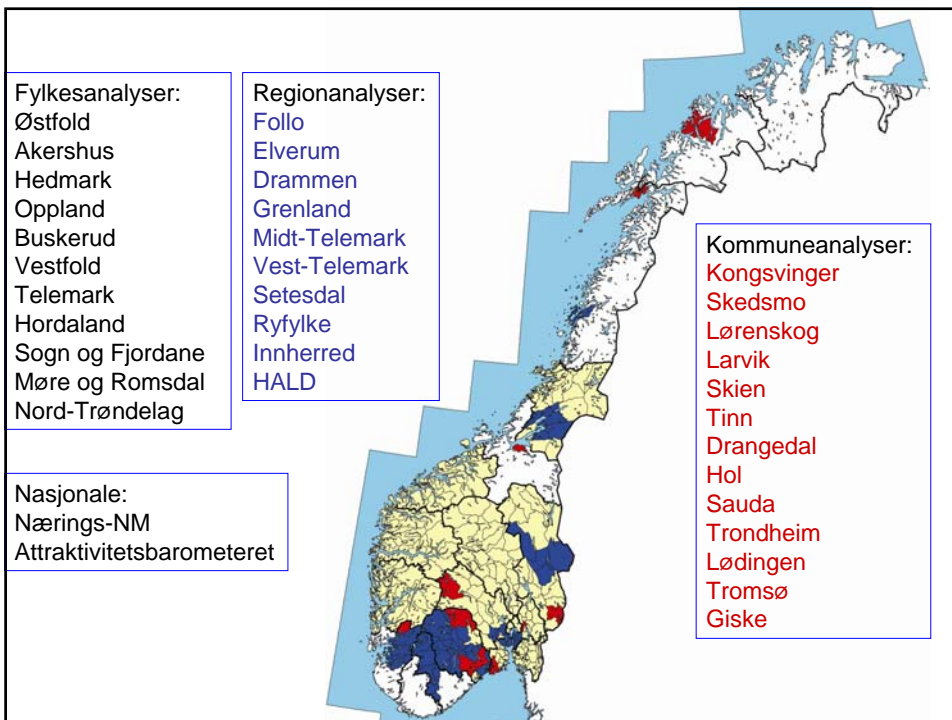 Fylkesanalyser:
Østfold
Akershus
Hedmark
Oppland
Buskerud
Vestfold
Telemark
Hordaland
Sogn og Fjordane
Møre og Romsdal
Nord-Trøndelag
Regionanalyser:
Follo
Elverum
Drammen
Grenland
Midt-Telemark
Vest-Telemark
Setesdal
Ryfylke
Innherred
HALD
Kommuneanalyser:
Kongsvinger
Skedsmo
Lørenskog
Larvik
Skien
Tinn
Drangedal
Hol
Sauda
Trondheim
Lødingen
Tromsø
Giske
Nasjonale:
Nærings-NM
Attraktivitetsbarometeret